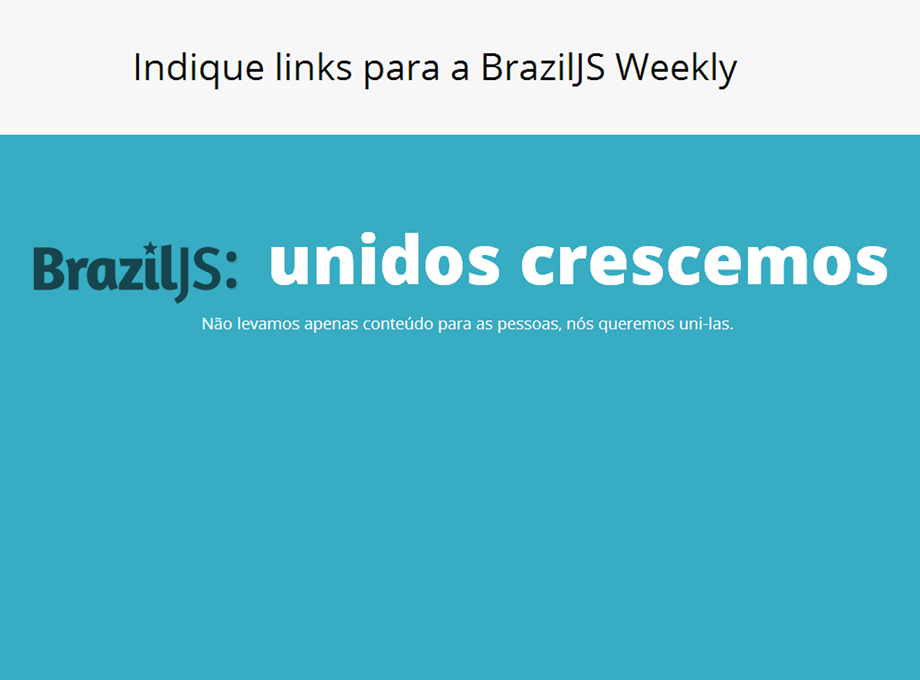 Indique links para a BrazilJS Weekly
BrazilJS: unidos crescemos
Não levamos apenas conteúdo para as pessoas, nós queremos uni-las.